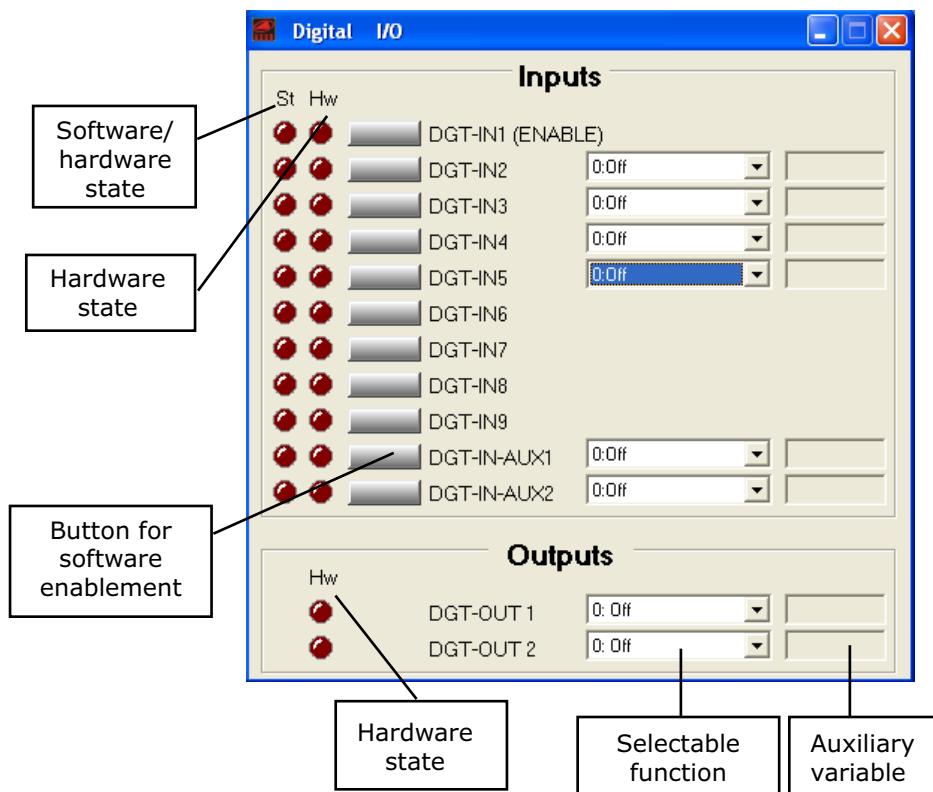 Digital I/O
Inputs
St Hw
Software/
hardware
state
DGT-IN1 (ENABLE)
DGT-IN2 0:Off
DGT-IN3 0:Off
DGT-IN4 0:Off
Hardware
state
DGT-IN5 0:Off
DGT-IN6
DGT-IN7
DGT-IN8
DGT-IN9
DGT-IN-AUX1 0:Off
DGT-IN-AUX2 0:Off
Button for
software
enablement
Outputs
Hw
DGT-OUT 1 0: Off
DGT-OUT 2 0: Off
Hardware
state
Selectable
function
Auxiliary
variable